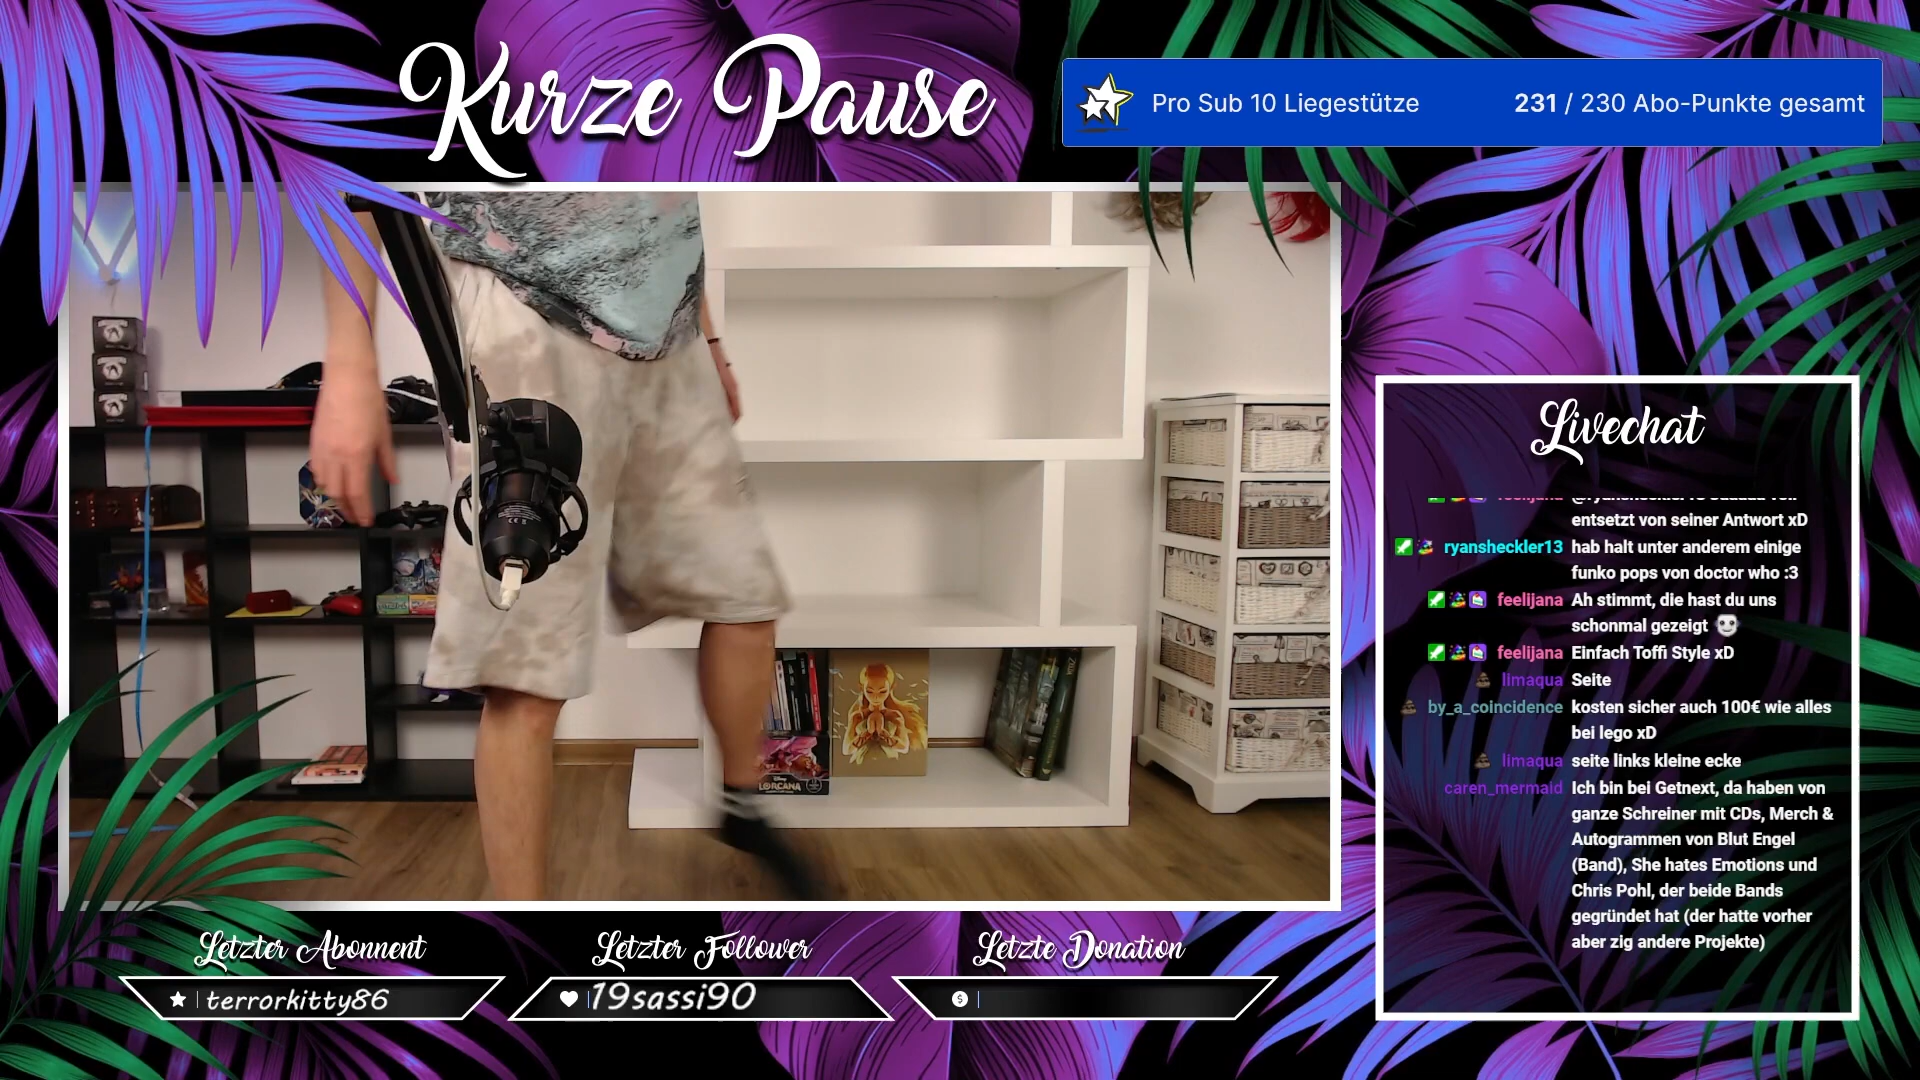 Kurze Pause
Pro Sub 10 Liegestütze
231 / 230 Abo-Punkte gesamt
Livechat
feelijana
entsetzt von seiner Antwort xD
ryansheckler13 hab halt unter anderem einige
funko pops von doctor who :3
feelijana Ah stimmt, die hast du uns
schonmal gezeigt
feelijana Einfach Toffi Style xD
limaqua Seite
by_a_coincidence kosten sicher auch 100€ wie alles
bei lego xD
limaqua seite links kleine ecke
caren_mermaid Ich bin bei Getnext, da haben von
ganze Schreiner mit CDs, Merch &
Autogrammen von Blut Engel
(Band), She hates Emotions und
Chris Pohl, der beide Bands
gegründet hat (der hatte vorher
aber zig andere Projekte)
Disney
LORCANA
ZELDA
Letzter Abonnent
terrorkitty86
Letzter Follower
19sassi90
Letzte Donation